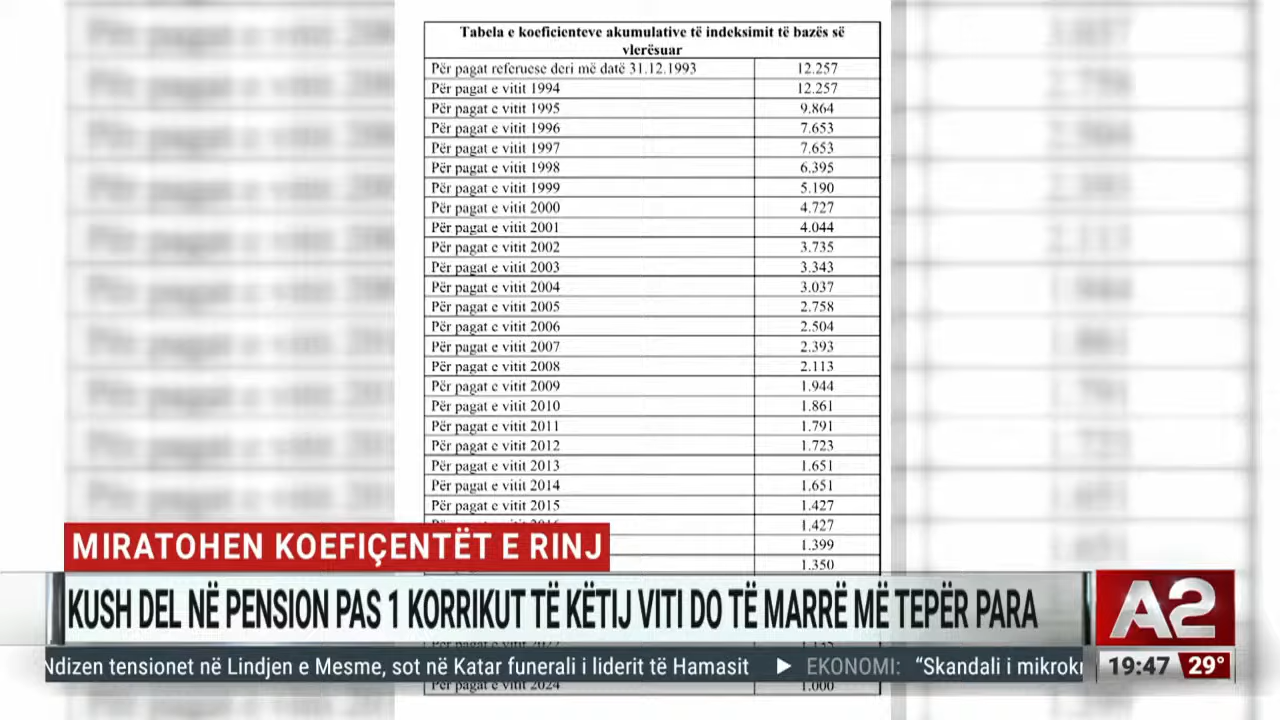 Tabela e koeficienteve akumulative të indeksimit të bazës së
vlerësuar
Për pagat referuese deri më datë 31.12.1993 12.257
Për pagat e vitit 1994 12.257
Për pagat e vitit 1995 9.864
Për pagat e vitit 1996 7.653
Për pagat e vitit 1997 7.653
Për pagat e vitit 1998 6.395
Për pagat e vitit 1999 5.190
Për pagat e vitit 2000 4.727
Për pagat e vitit 2001 4.044
Për pagat e vitit 2002 3.735
Për pagat e vitit 2003 3.343
Për pagat e vitit 2004 3.037
Për pagat e vitit 2005 2.758
Për pagat e vitit 2006 2.504
Për pagat e vitit 2007 2.393
Për pagat e vitit 2008 2.113
Për pagat e vitit 2009 1.944
Për pagat e vitit 2010 1.861
Për pagat e vitit 2011 1.791
Për pagat e vitit 2012 1.723
Për pagat e vitit 2013 1.651
Për pagat e vitit 2014 1.651
Për pagat e vitit 2015 1.427
1.427
1.399
1.350
MIRATOHEN KOEFIÇENTËT E RINJ
KUSH DEL NË PENSION PAS 1 KORRIKUT TË KËTIJ VITI DO TË MARRË MË TEPËR PARA
A2
Ndizen tensionet në Lindjen e Mesme, sot në Katar funerali i liderit të Hamasit ▶ EKONOMI: “Skandali i mikrokr
19:47 29°
Për pagat e vitit 2024 1.000